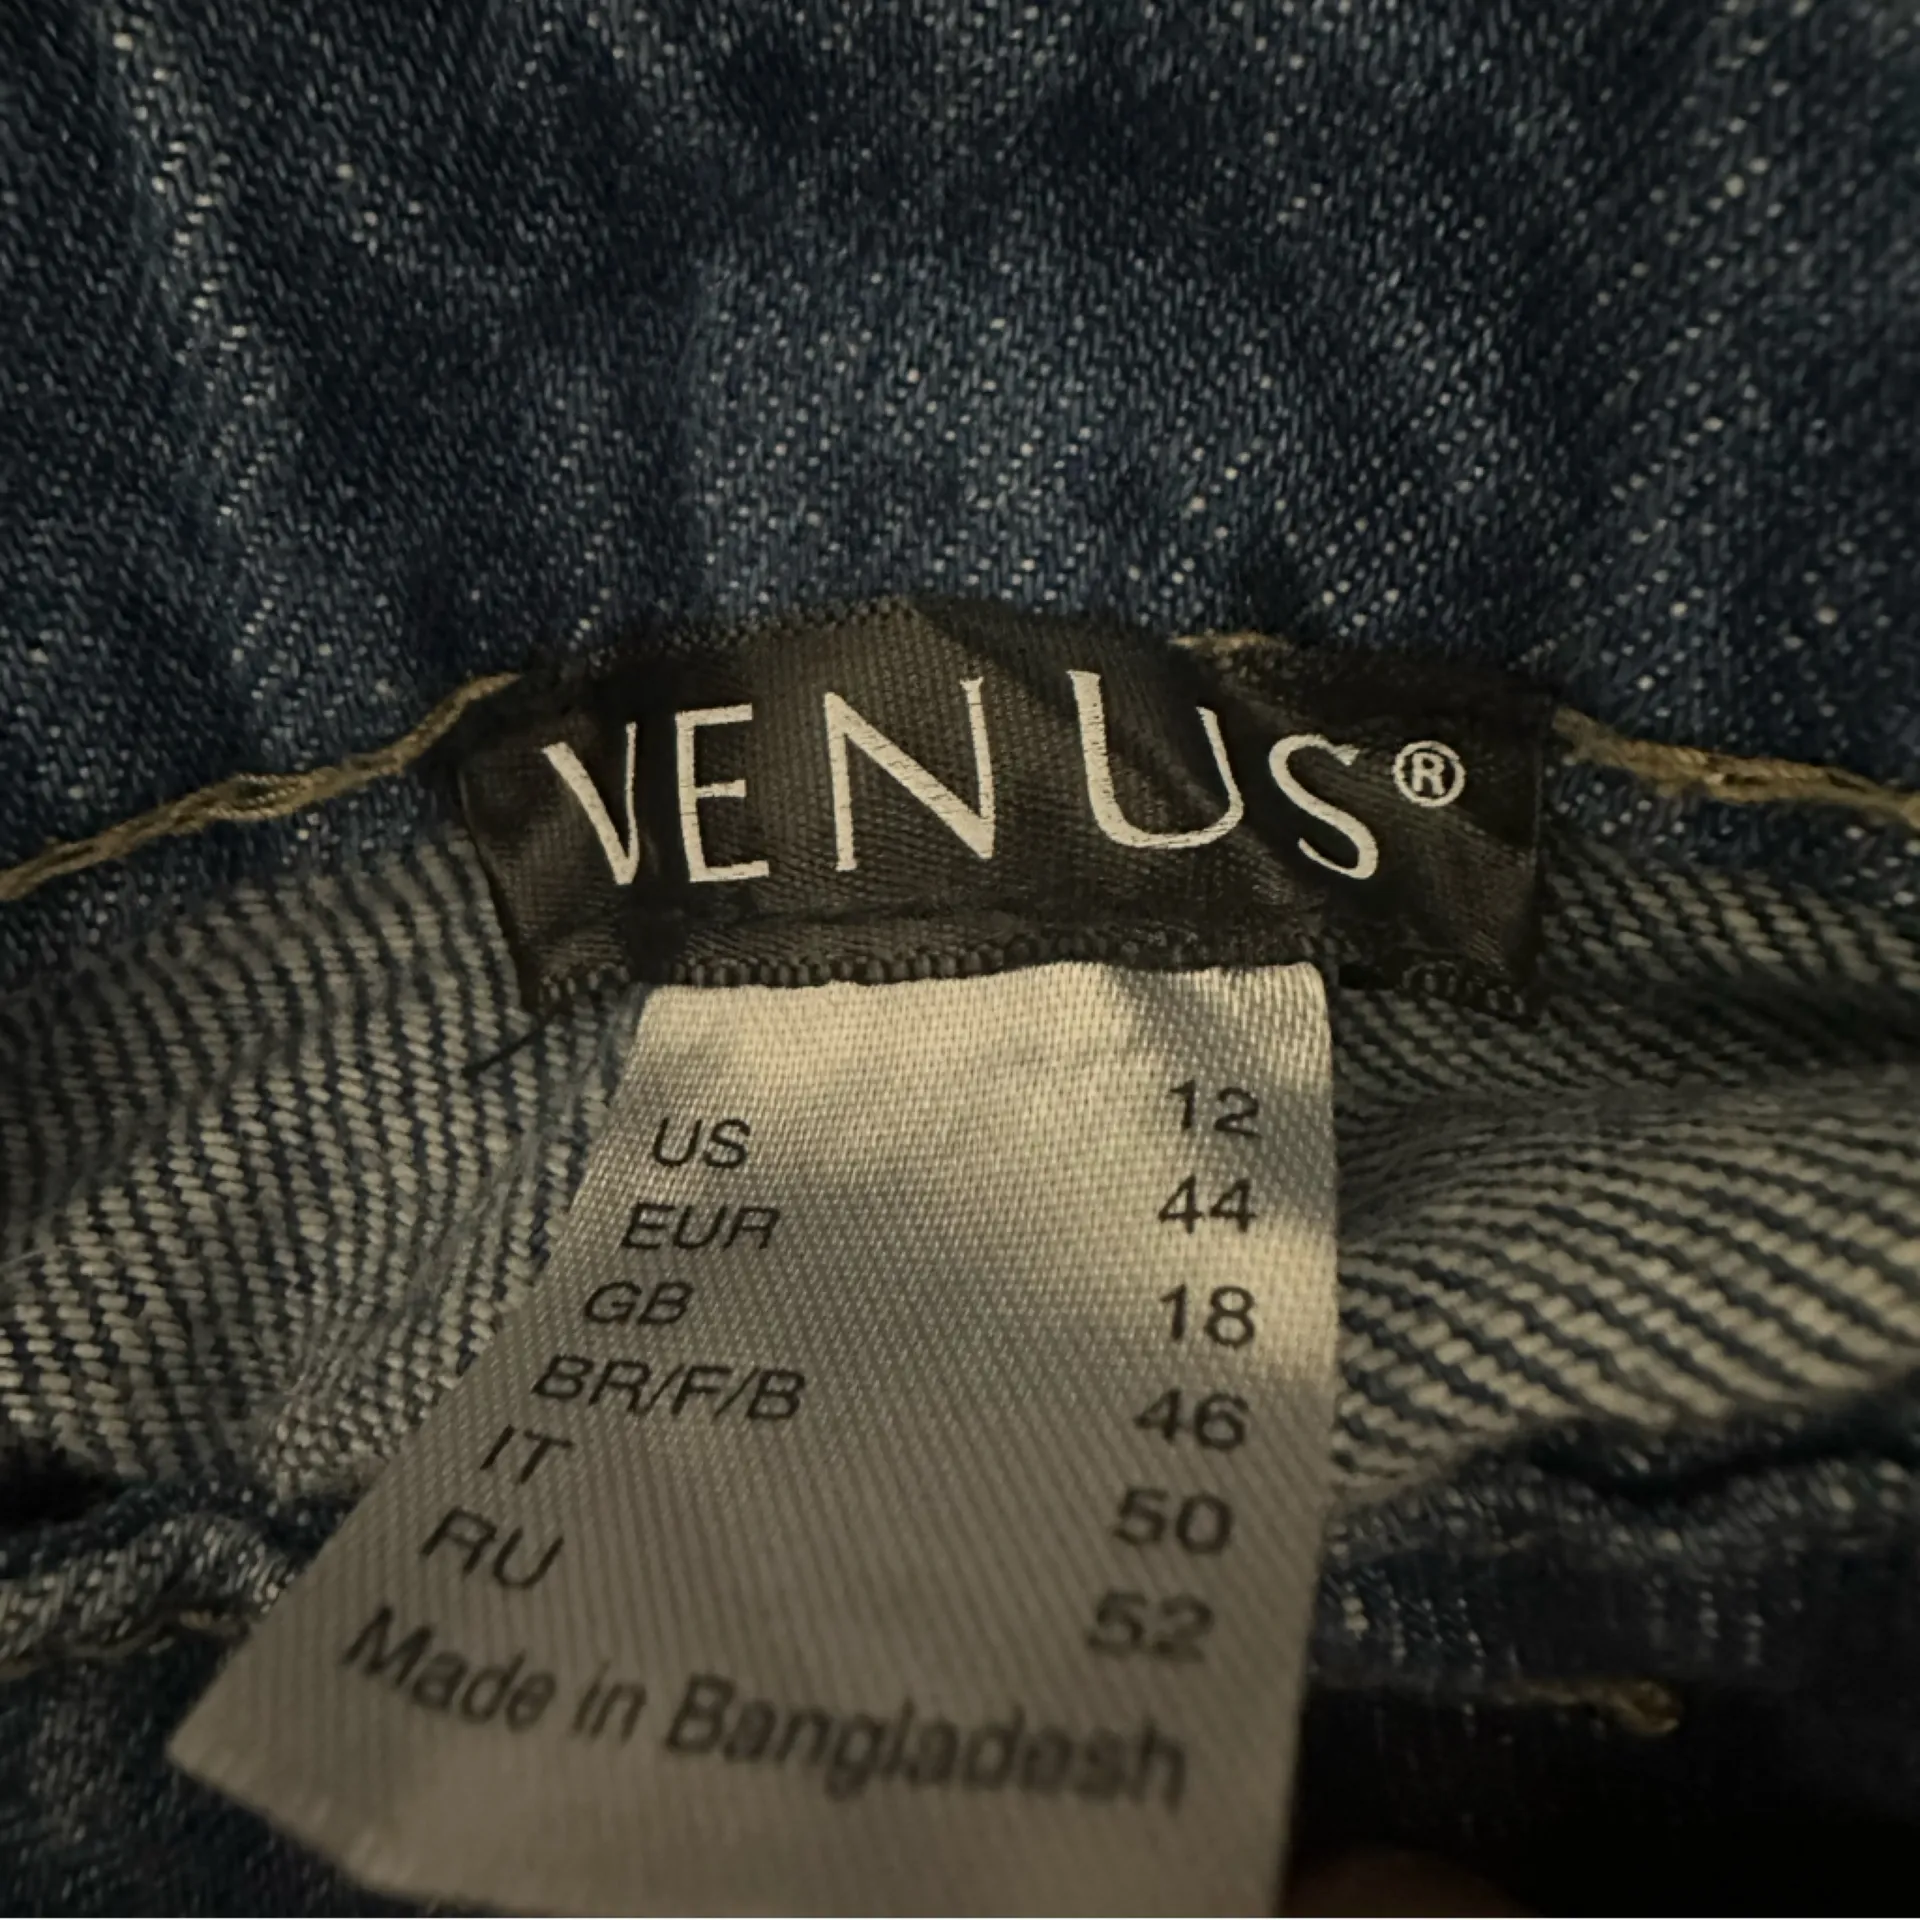 VENUS®
US 12
EUR 44
GB 18
BR/F/B 46
IT 50
RU 52
Made in Bangladesh